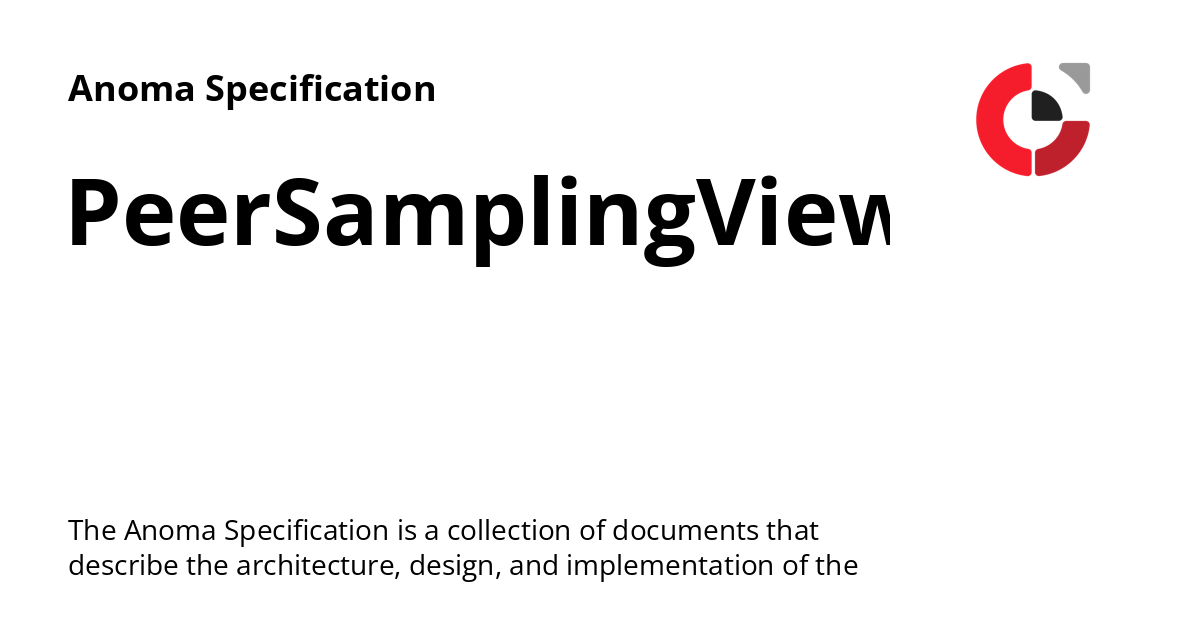 Anoma Specification
PeerSamplingView
The Anoma Specification is a collection of documents that
describe the architecture, design, and implementation of the